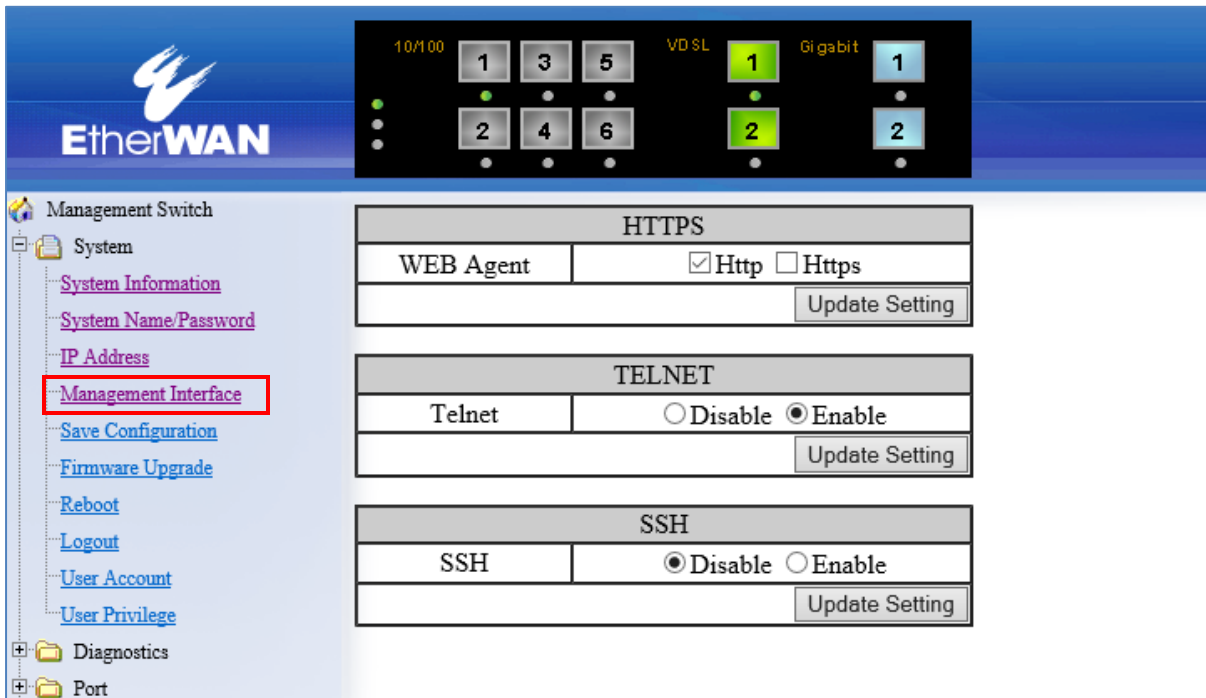 10/100 1 3 5 VDSL 1 Gigabit 1
2 4 6 2 2
EtherWAN
Management Switch
System
System Information
System Name/Password
IP Address
Management Interface
Save Configuration
Firmware Upgrade
Reboot
Logout
User Account
User Privilege
Diagnostics
Port
HTTPS
WEB Agent Http Https
Update Setting
TELNET
Telnet Disable Enable
Update Setting
SSH
SSH Disable Enable
Update Setting